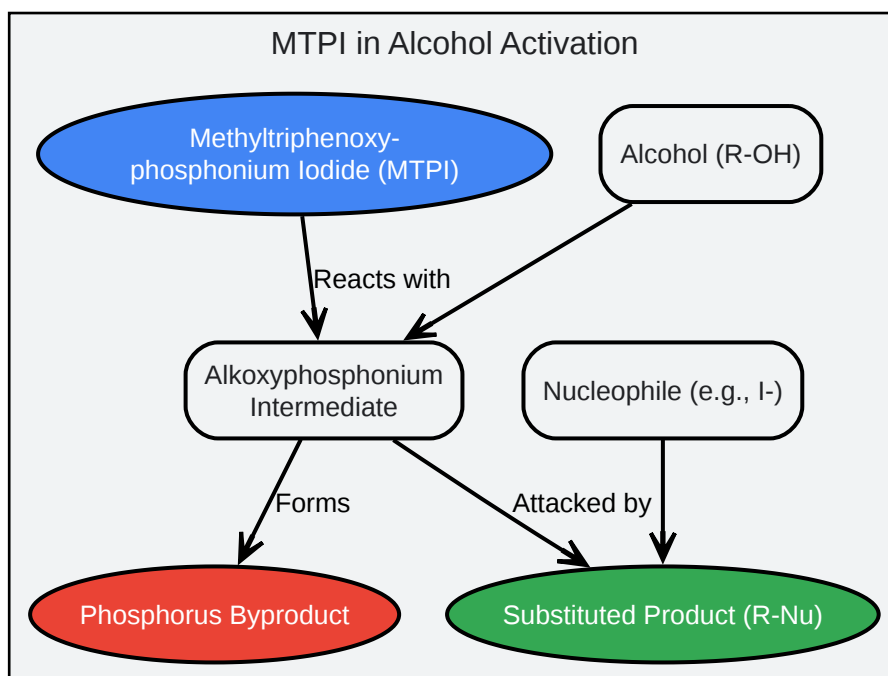 MTPI in Alcohol Activation
Methyltriphenoxy-
phosphonium Iodide (MTPI)
Alcohol (R-OH)
Reacts with
Alkoxyphosphonium
Intermediate
Nucleophile (e.g., I-)
Forms
Attacked by
Phosphorus Byproduct
Substituted Product (R-Nu)